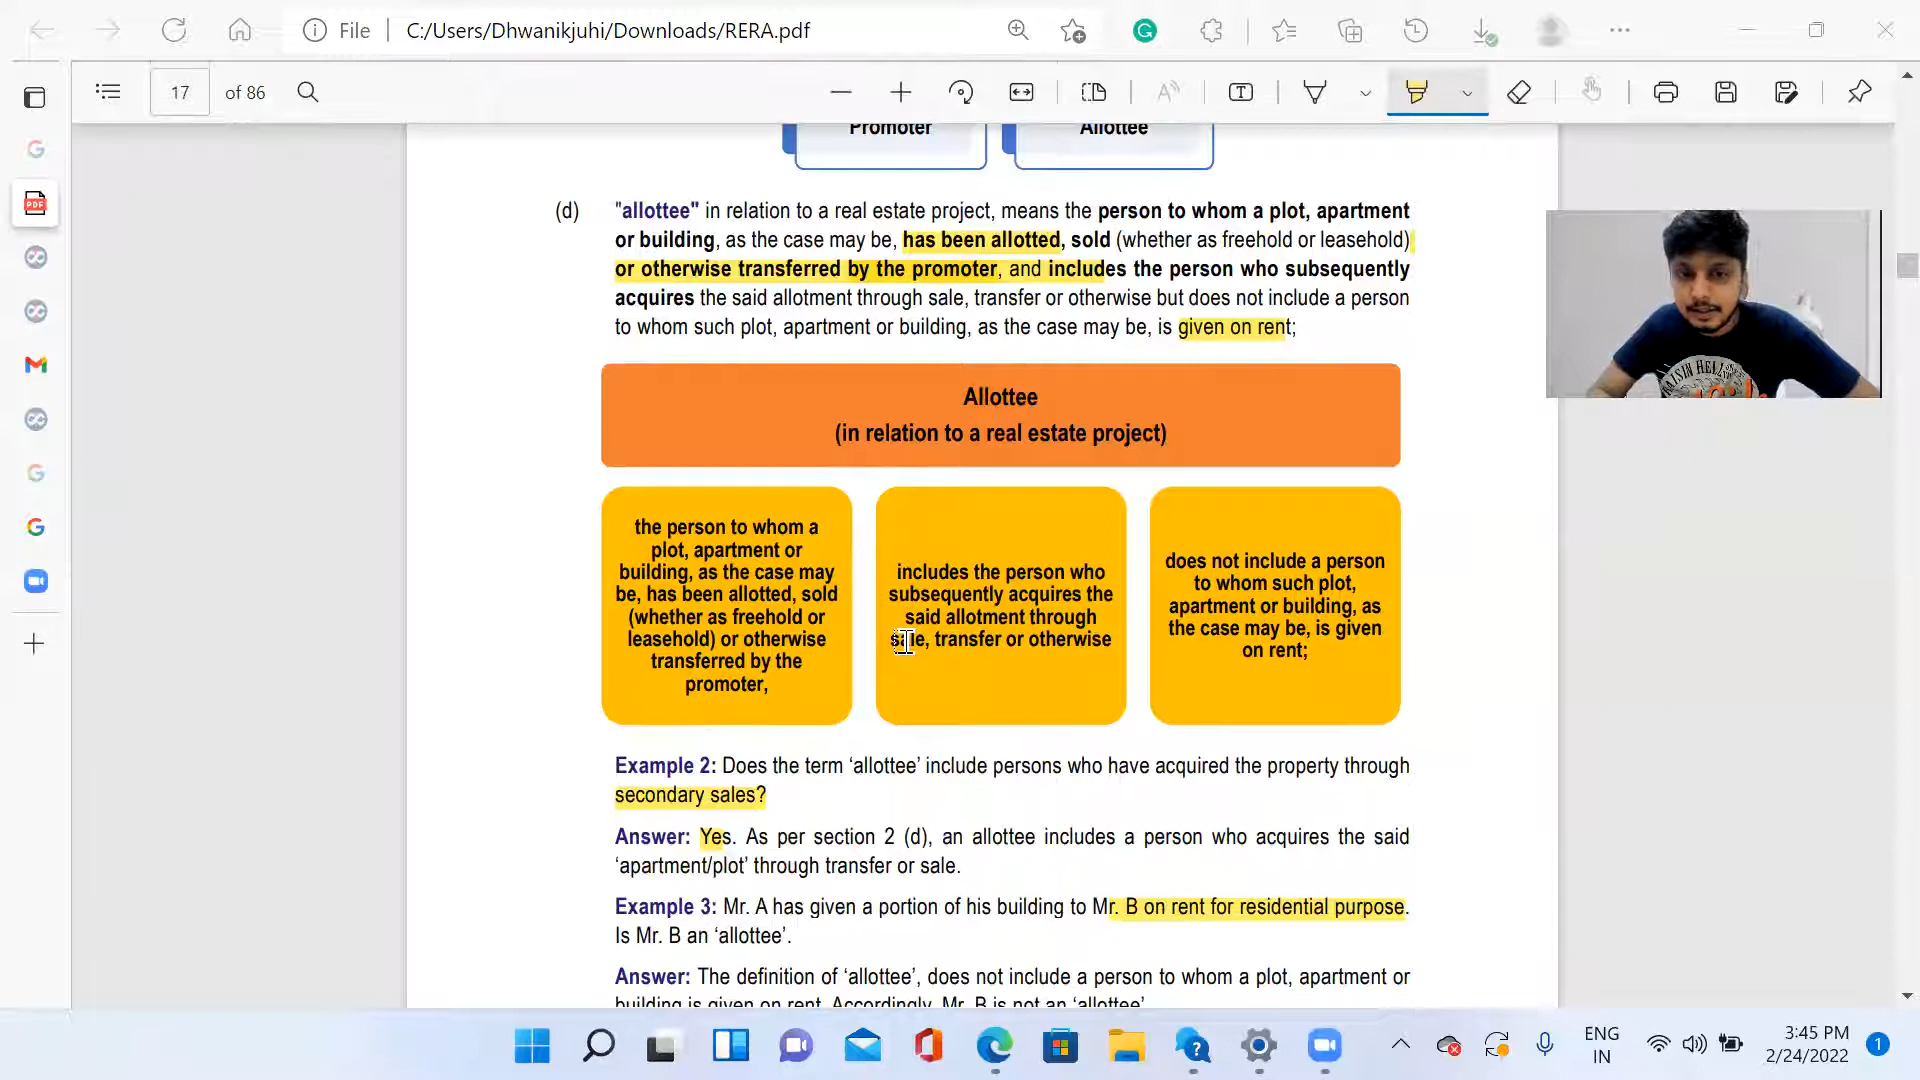 File
C:/Users/Dhwanikjuhi/Downloads/RERA.pdf
17 of 86
Promoter
Allottee
(d) "allottee" in relation to a real estate project, means the person to whom a plot, apartment
or building, as the case may be, has been allotted, sold (whether as freehold or leasehold)
or otherwise transferred by the promoter, and includes the person who subsequently
acquires the said allotment through sale, transfer or otherwise but does not include a person
to whom such plot, apartment or building, as the case may be, is given on rent;
Allottee
(in relation to a real estate project)
the person to whom a
plot, apartment or
building, as the case may
be, has been allotted, sold
(whether as freehold or
leasehold) or otherwise
transferred by the
promoter,
includes the person who
subsequently acquires the
said allotment through
sale, transfer or otherwise
does not include a person
to whom such plot,
apartment or building, as
the case may be, is given
on rent;
Example 2: Does the term ‘allottee’ include persons who have acquired the property through
secondary sales?
Answer: Yes. As per section 2 (d), an allottee includes a person who acquires the said
‘apartment/plot’ through transfer or sale.
Example 3: Mr. A has given a portion of his building to Mr. B on rent for residential purpose.
Is Mr. B an ‘allottee’.
Answer: The definition of ‘allottee’, does not include a person to whom a plot, apartment or
building is given on rent. Accordingly, Mr. B is not an ‘allottee’.
ENG
IN
3:45 PM
2/24/2022
1